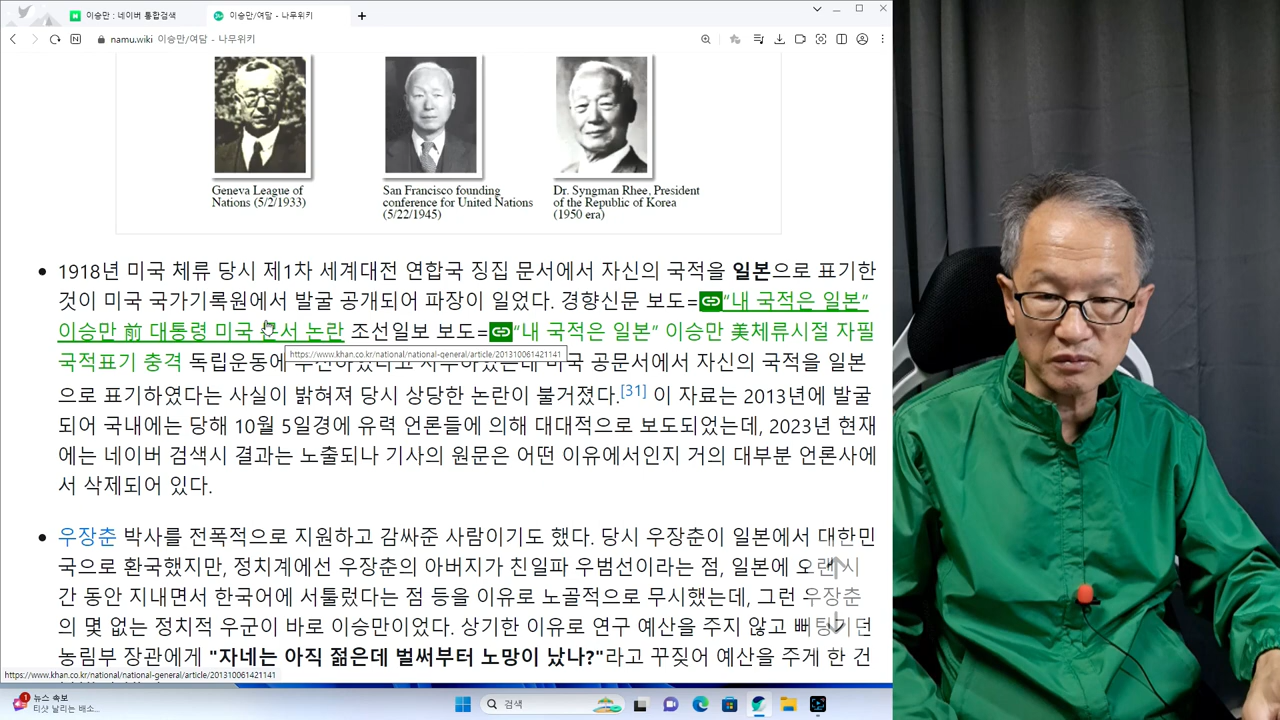 이승만 : 네이버 통합검색
이승만/여담 - 나무위키
namu.wiki 이승만/여담 - 나무위키
Geneva League of
Nations (5/2/1933)
San Francisco founding
conference for United Nations
(5/22/1945)
Dr. Syngman Rhee, President
of the Republic of Korea
(1950 era)
1918년 미국 체류 당시 제1차 세계대전 연합국 징집 문서에서 자신의 국적을 일본으로 표기한
것이 미국 국가기록원에서 발굴 공개되어 파장이 일었다. 경향신문 보도="내 국적은 일본"
이승만 前 대통령 미국 문서 논란 조선일보 보도="내 국적은 일본" 이승만 美체류시절 자필
국적표기 충격 독립운동에 미국 공문서에서 자신의 국적을 일본
https://www.khan.co.kr/national/national-general/article/201310061421141
으로 표기하였다는 사실이 밝혀져 당시 상당한 논란이 불거졌다.[31] 이 자료는 2013년에 발굴
되어 국내에는 당해 10월 5일경에 유력 언론들에 의해 대대적으로 보도되었는데, 2023년 현재
에는 네이버 검색시 결과는 노출되나 기사의 원문은 어떤 이유에서인지 거의 대부분 언론사에
서 삭제되어 있다.
우장춘 박사를 전폭적으로 지원하고 감싸준 사람이기도 했다. 당시 우장춘이 일본에서 대한민
국으로 환국했지만, 정치계에선 우장춘의 아버지가 친일파 우범선이라는 점, 일본에 오랜 시
간 동안 지내면서 한국어에 서툴렀다는 점 등을 이유로 노골적으로 무시했는데, 그런 우장춘
의 몇 없는 정치적 우군이 바로 이승만이었다. 상기한 이유로 연구 예산을 주지 않고 뻐팅기던
농림부 장관에게 "자네는 아직 젊은데 벌써부터 노망이 났나?"라고 꾸짖어 예산을 주게 한 건
https://www.khan.co.kr/national/national-general/article/201310061421141
1
뉴스 속보
티샷 날리는 배소...
검색